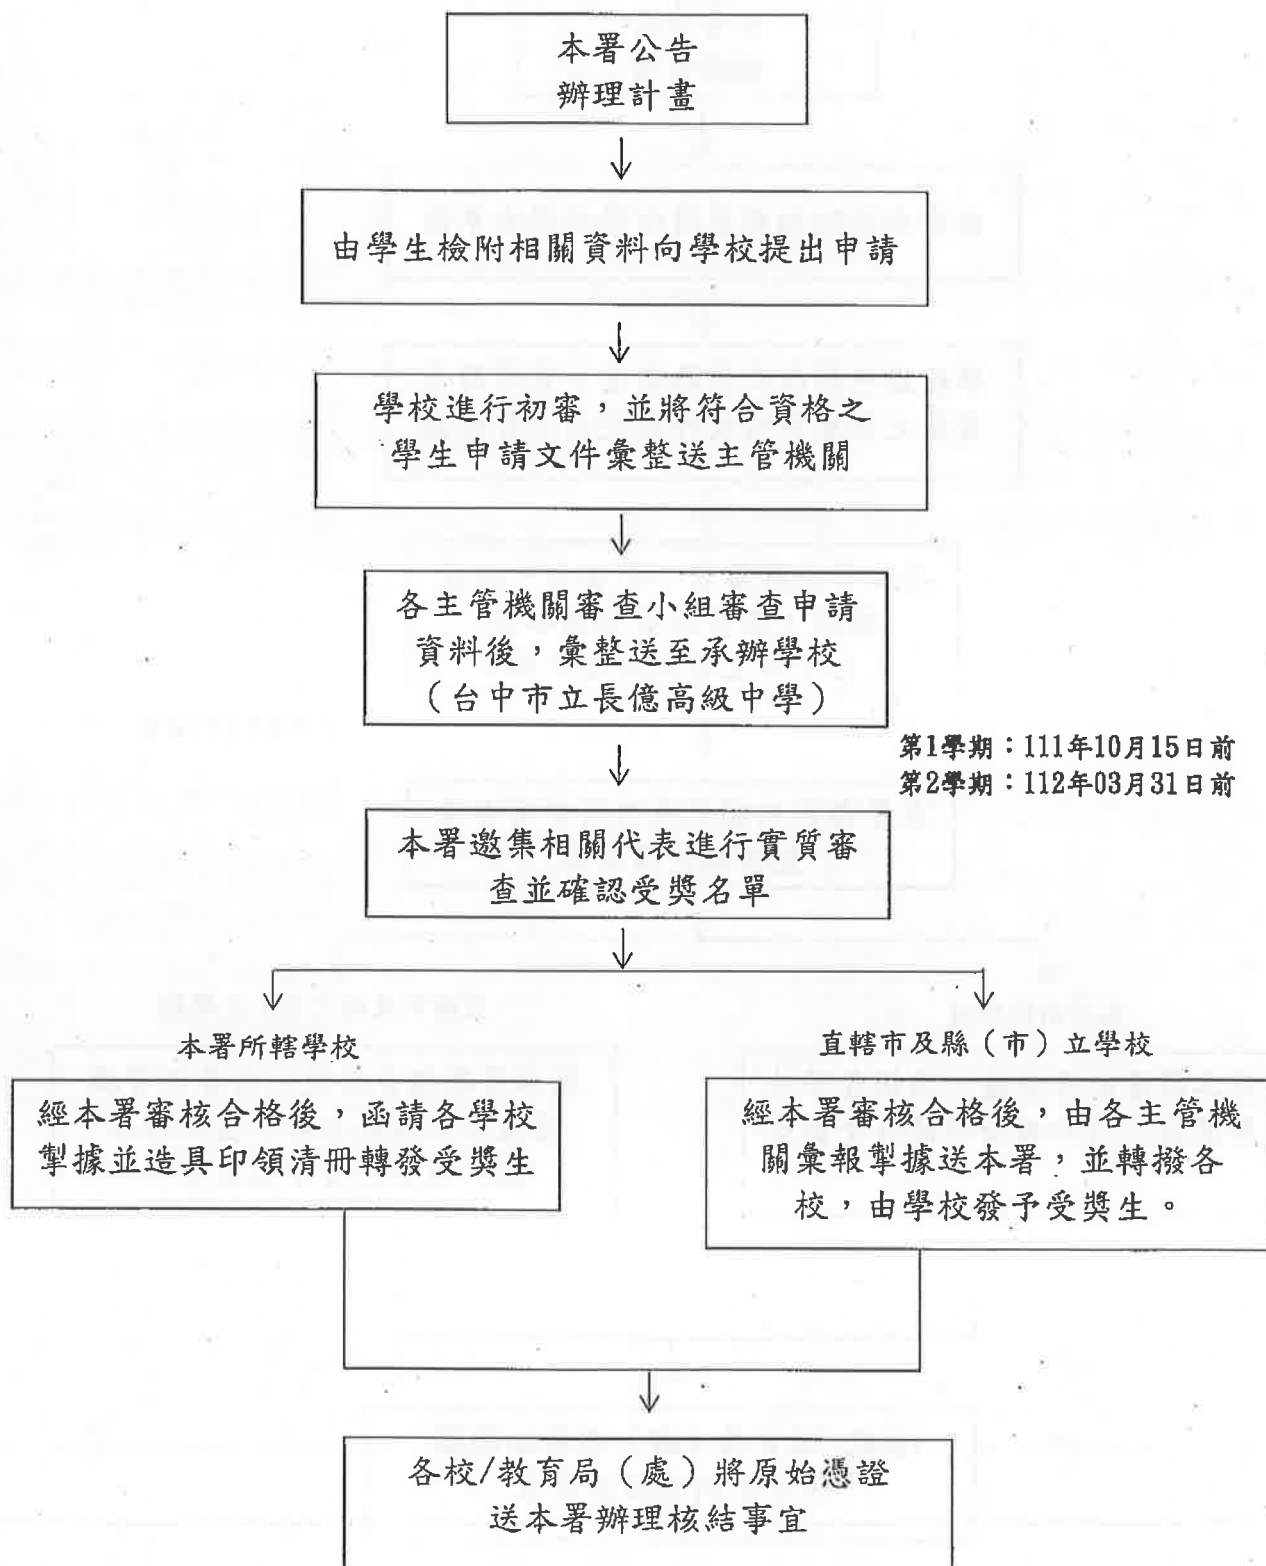 本署公告
辦理計畫
由學生檢附相關資料向學校提出申請
學校進行初審，並將符合資格之
學生申請文件彙整送主管機關
各主管機關審查小組審查申請
資料後，彙整送至承辦學校
（台中市立長億高級中學）
第1學期：111年10月15日前
第2學期：112年03月31日前
本署邀集相關代表進行實質審
查並確認受獎名單
本署所轄學校
經本署審核合格後，函請各學校
掣據並造具印領清冊轉發受獎生
直轄市及縣（市）立學校
經本署審核合格後，由各主管機
關彙報掣據送本署，並轉撥各
校，由學校發予受獎生。
各校/教育局（處）將原始憑證
送本署辦理核結事宜